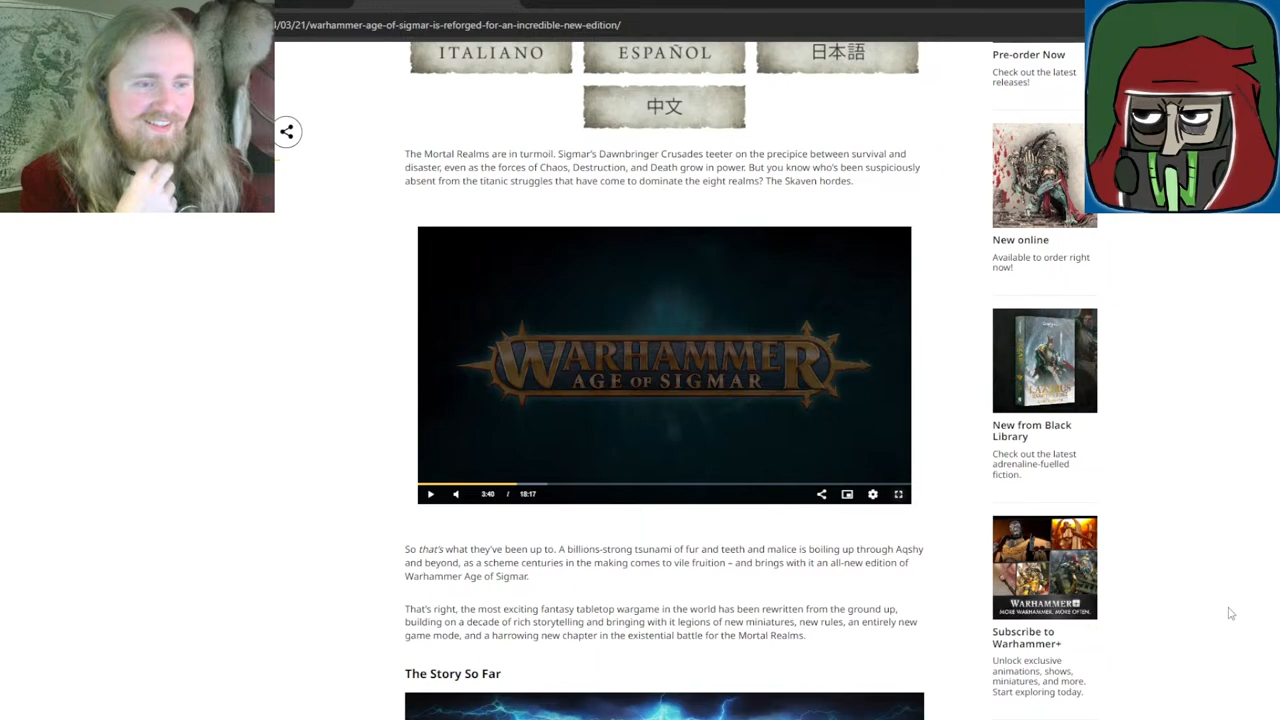 /03/21/warhammer-age-of-sigmar-is-reforged-for-an-incredible-new-edition/
ITALIANO
ESPAÑOL
日本語
中文
The Mortal Realms are in turmoil. Sigmar's Dawnbringer Crusades teeter on the precipice between survival and
disaster, even as the forces of Chaos, Destruction, and Death grow in power. But you know who's been suspiciously
absent from the titanic struggles that have come to dominate the eight realms? The Skaven hordes.
WARHAMMER
AGE OF SIGMAR
3:40 / 18:17
So that's what they've been up to. A billions-strong tsunami of fur and teeth and malice is boiling up through Aqshy
and beyond, as a scheme centuries in the making comes to vile fruition – and brings with it an all-new edition of
Warhammer Age of Sigmar.
That's right, the most exciting fantasy tabletop wargame in the world has been rewritten from the ground up,
building on a decade of rich storytelling and bringing with it legions of new miniatures, new rules, an entirely new
game mode, and a harrowing new chapter in the existential battle for the Mortal Realms.
The Story So Far
Pre-order Now
Check out the latest
releases!
New online
Available to order right
now!
New from Black
Library
Check out the latest
adrenaline-fuelled
fiction.
WARHAMMER+
MORE WARHAMMER. MORE OFTEN.
Subscribe to
Warhammer+
Unlock exclusive
animations, shows,
miniatures, and more.
Start exploring today.